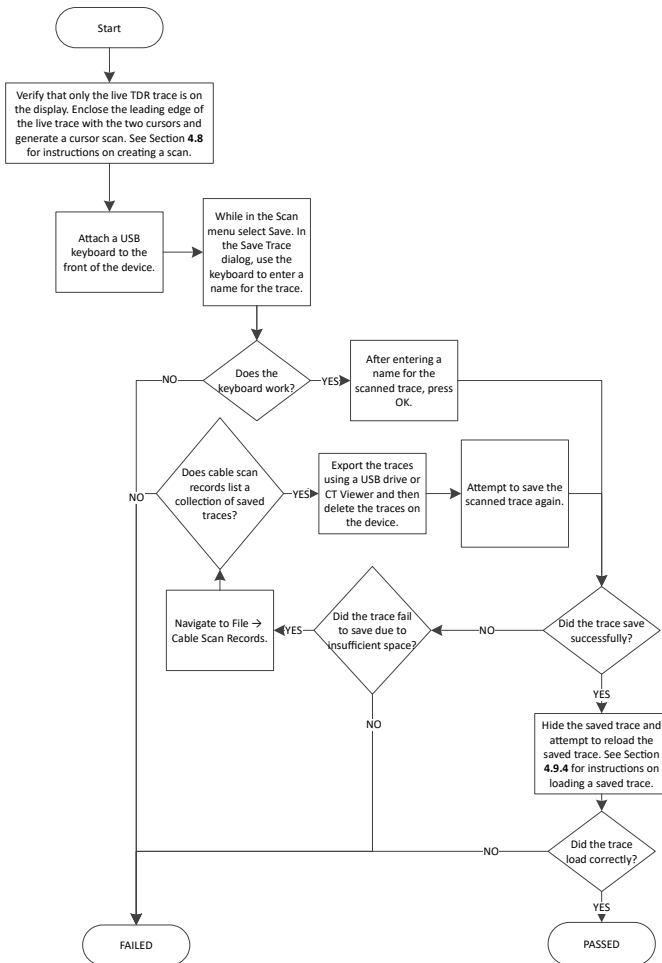 Start
Verify that only the live TDR trace is on
the display. Enclose the leading edge of
the live trace with the two cursors and
generate a cursor scan. See Section 4.8
for instructions on creating a scan.
Attach a USB
keyboard to the
front of the device.
While in the Scan
menu select Save. In
the Save Trace
dialog, use the
keyboard to enter a
name for the trace.
Does the
keyboard work?
NO
YES
After entering a
name for the
scanned trace, press
OK.
Does cable scan
records list a
collection of saved
traces?
NO
YES
Export the traces
using a USB drive or
CT Viewer and then
delete the traces on
the device.
Attempt to save the
scanned trace again.
Navigate to File →
Cable Scan Records.
YES
Did the trace fail
to save due to
insufficient space?
NO
Did the trace save
successfully?
YES
NO
Hide the saved trace and
attempt to reload the
saved trace. See Section
4.9.4 for instructions on
loading a saved trace.
Did the trace
load correctly?
NO
YES
FAILED
PASSED